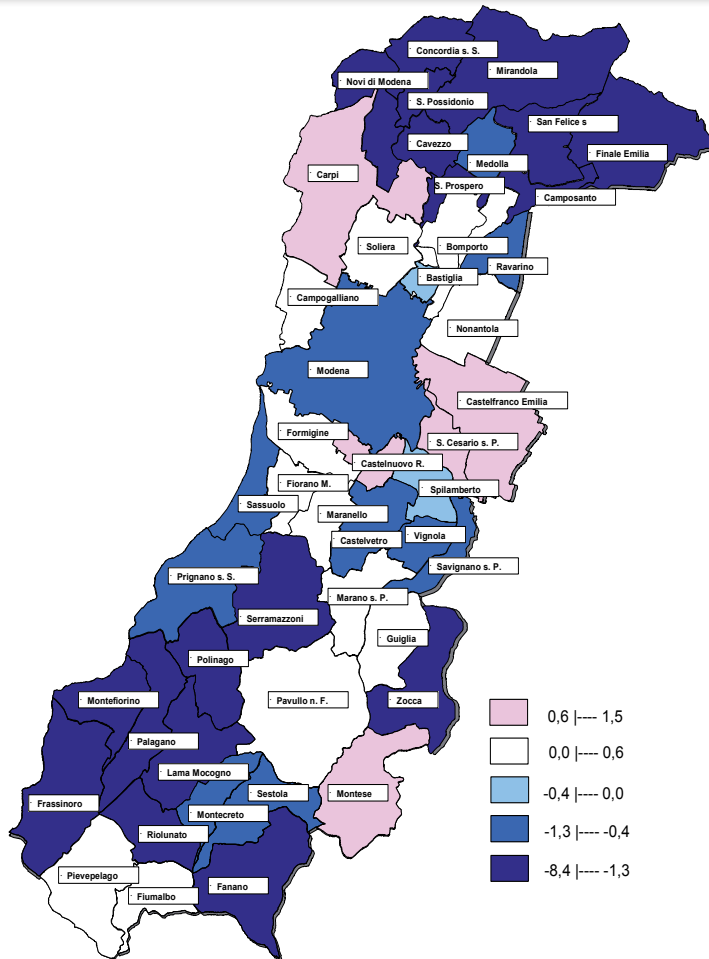 Concordia s. S.
Mirandola
Novi di Modena
S. Possidonio
San Felice s
Cavezzo
Finale Emilia
Medolla
Carpi
S. Prospero
Camposanto
Soliera
Bomporto
Ravarino
Bastiglia
Campogalliano
Nonantola
Modena
Castelfranco Emilia
Formigine
S. Cesario s. P.
Castelnuovo R.
Fiorano M.
Spilamberto
Sassuolo
Maranello
Vignola
Castelvetro
Savignano s. P.
Prignano s. S.
Marano s. P.
Serramazzoni
Guiglia
Polinago
Montefiorino
Pavullo n. F.
Zocca
Palagano
Lama Mocogno
Sestola
Montese
Frassinoro
Montecreto
Riolunato
Pievepelago
Fanano
Fiumalbo
0,6 |---- 1,5
0,0 |---- 0,6
-0,4 |---- 0,0
-1,3 |---- -0,4
-8,4 |---- -1,3